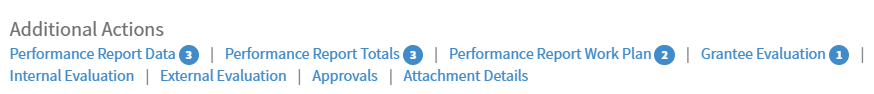 Additional Actions
Performance Report Data 3 | Performance Report Totals 3 | Performance Report Work Plan 2 | Grantee Evaluation 1 |
Internal Evaluation | External Evaluation | Approvals | Attachment Details